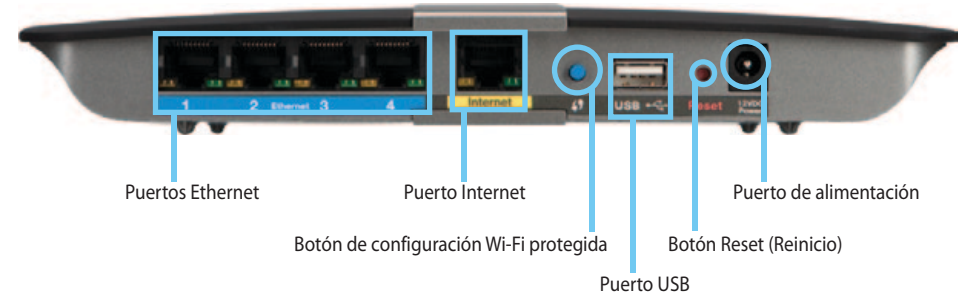 1 2 Ethernet 3 4
Internet
USB
Reset
12VDC
Power
Puertos Ethernet
Puerto Internet
Puerto de alimentación
Botón de configuración Wi-Fi protegida
Botón Reset (Reinicio)
Puerto USB